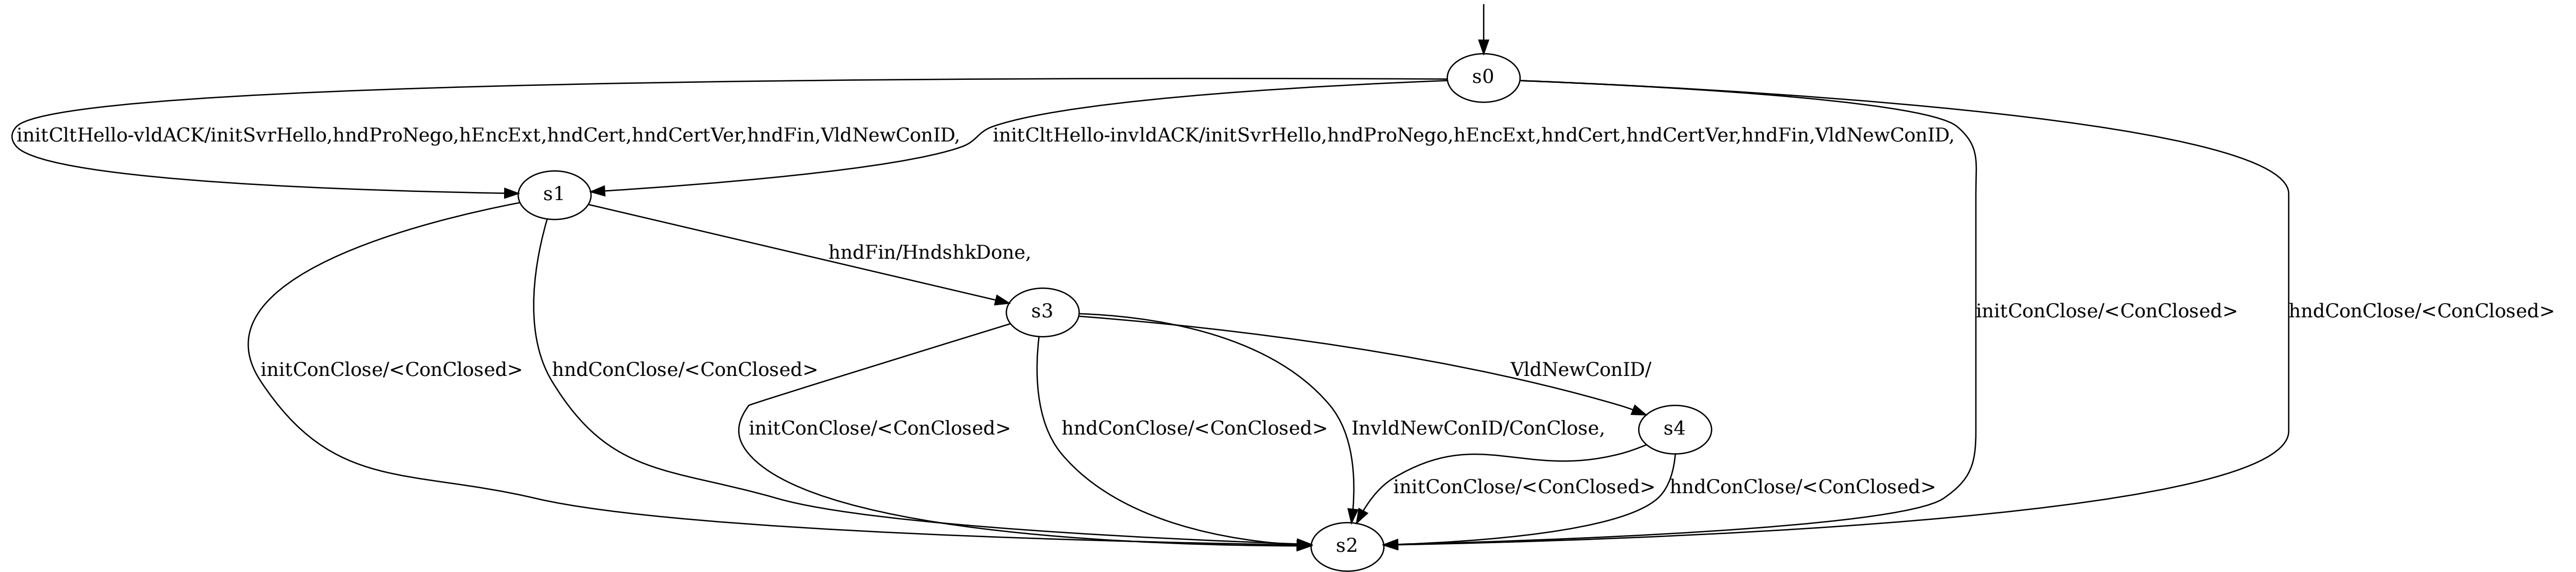 s0
initCltHello-vldACK/initSvrHello,hndProNego,hEncExt,hndCert,hndCertVer,hndFin,VldNewConID,
initCltHello-invldACK/initSvrHello,hndProNego,hEncExt,hndCert,hndCertVer,hndFin,VldNewConID,
s1
hndFin/HndshkDone,
s3
initConClose/<ConClosed>
hndConClose/<ConClosed>
initConClose/<ConClosed>
hndConClose/<ConClosed>
VldNewConID/
initConClose/<ConClosed>
hndConClose/<ConClosed>
InvldNewConID/ConClose,
s4
initConClose/<ConClosed>
hndConClose/<ConClosed>
s2